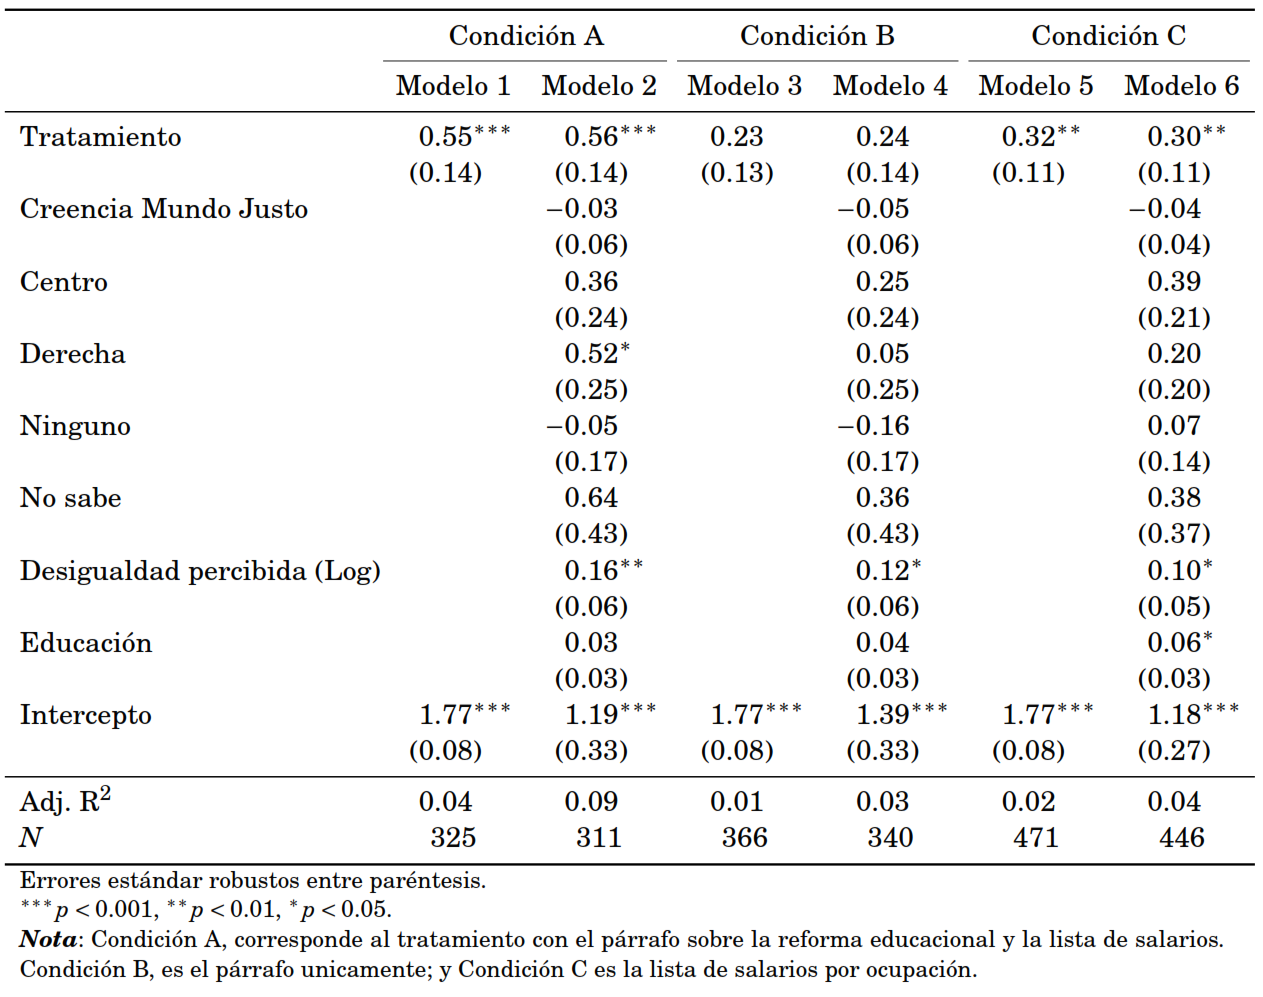 Condición A Condición B Condición C
Modelo 1 Modelo 2 Modelo 3 Modelo 4 Modelo 5 Modelo 6
Tratamiento 0.55*** 0.56*** 0.23 0.24 0.32** 0.30**
(0.14) (0.14) (0.13) (0.14) (0.11) (0.11)
Creencia Mundo Justo −0.03 −0.05 −0.04
(0.06) (0.06) (0.04)
Centro 0.36 0.25 0.39
(0.24) (0.24) (0.21)
Derecha 0.52* 0.05 0.20
(0.25) (0.25) (0.20)
Ninguno −0.05 −0.16 0.07
(0.17) (0.17) (0.14)
No sabe 0.64 0.36 0.38
(0.43) (0.43) (0.37)
Desigualdad percibida (Log) 0.16** 0.12* 0.10*
(0.06) (0.06) (0.05)
Educación 0.03 0.04 0.06*
(0.03) (0.03) (0.03)
Intercepto 1.77*** 1.19*** 1.77*** 1.39*** 1.77*** 1.18***
(0.08) (0.33) (0.08) (0.33) (0.08) (0.27)
Adj. R² 0.04 0.09 0.01 0.03 0.02 0.04
N 325 311 366 340 471 446
Errores estándar robustos entre paréntesis.
***p < 0.001, **p < 0.01, *p < 0.05.
Nota: Condición A, corresponde al tratamiento con el párrafo sobre la reforma educacional y la lista de salarios.
Condición B, es el párrafo unicamente; y Condición C es la lista de salarios por ocupación.